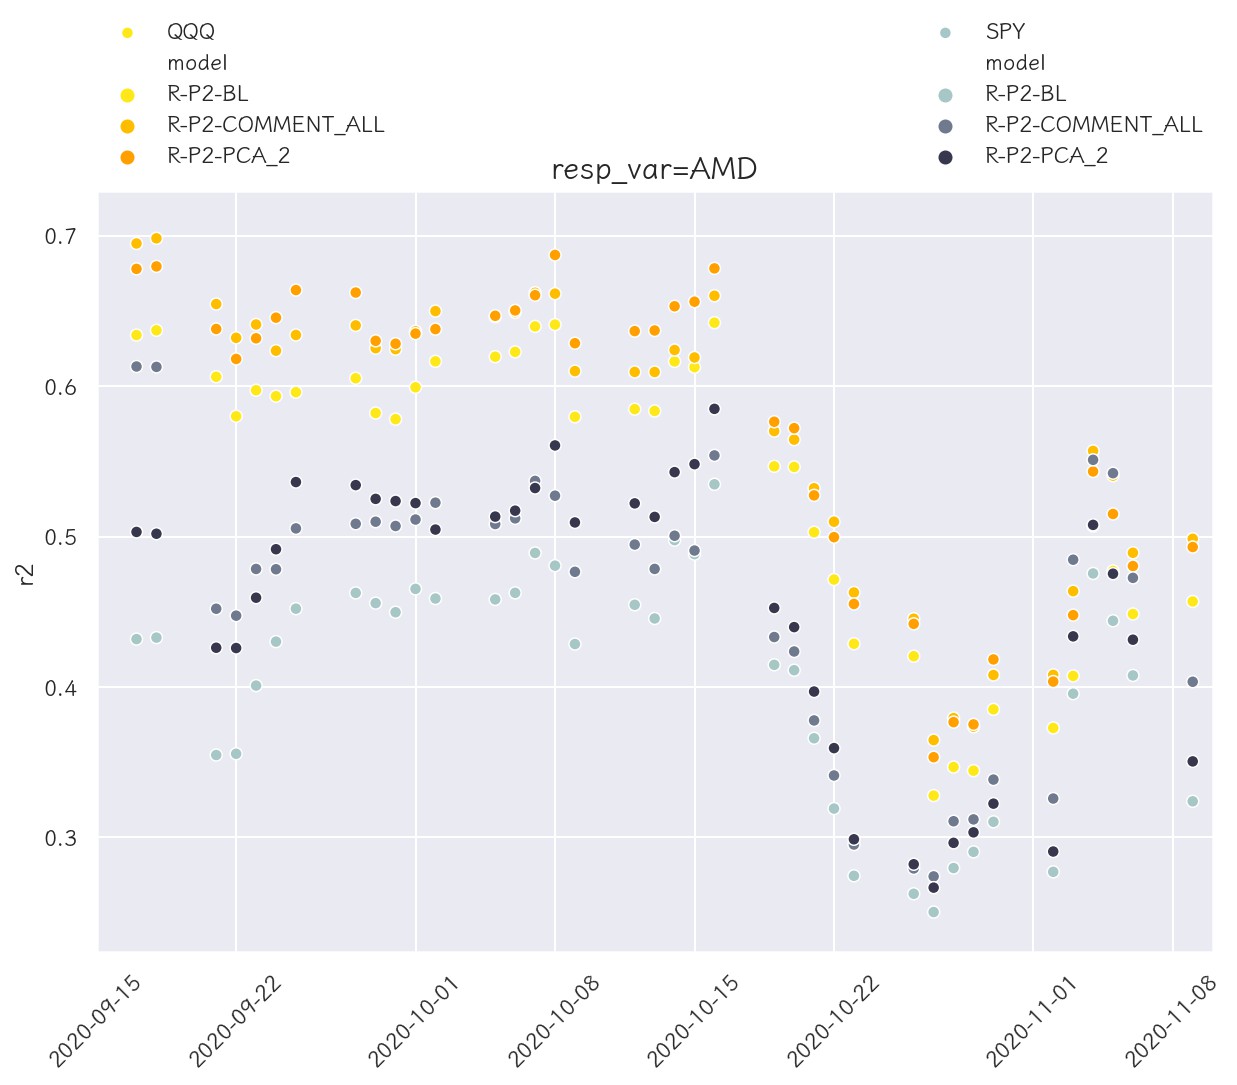 QQQ
model
R-P2-BL
R-P2-COMMENT_ALL
R-P2-PCA_2
SPY
model
R-P2-BL
R-P2-COMMENT_ALL
R-P2-PCA_2
resp_var=AMD
0.7
0.6
0.5
0.4
0.3
r2
2020-09-15
2020-09-22
2020-10-01
2020-10-08
2020-10-15
2020-10-22
2020-11-01
2020-11-08